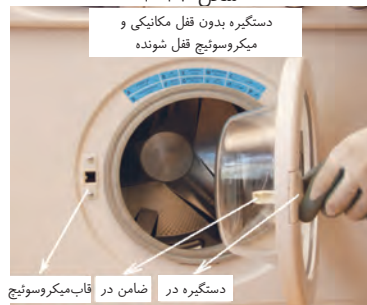 دستگیره بدون قفل مکانیکی و
میکروسوئیچ قفل شونده
دستگیره در
ضامن در
قاب‌میکروسوئیچ